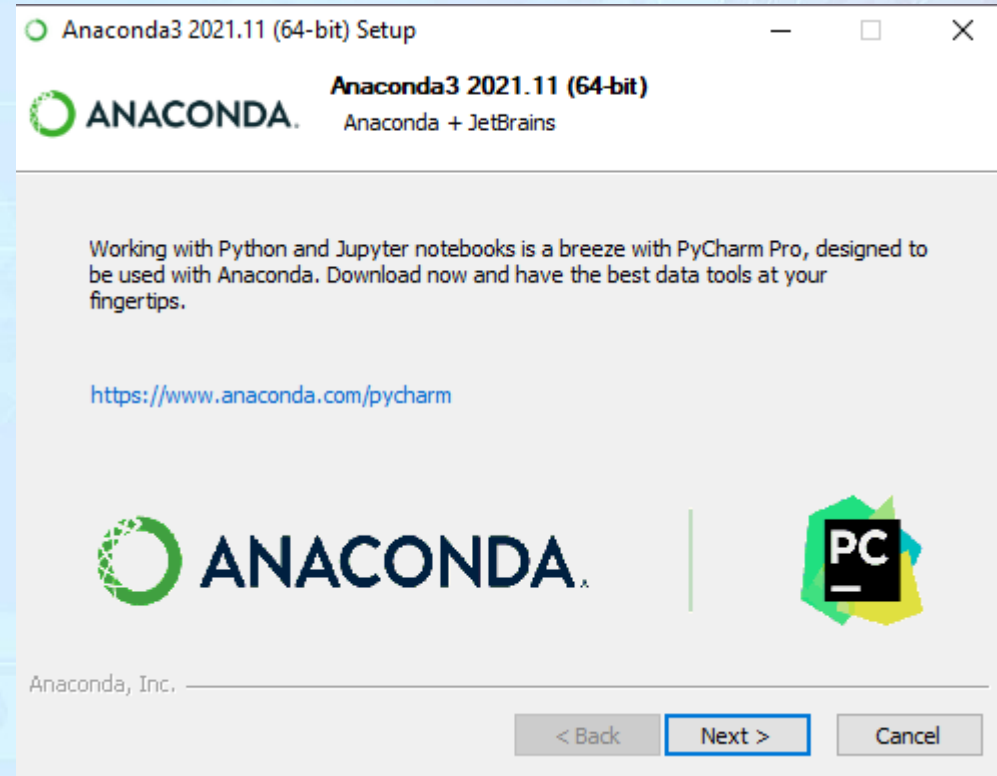 Anaconda3 2021.11 (64-bit) Setup
Anaconda3 2021.11 (64-bit)
ANACONDA.
Anaconda + JetBrains
Working with Python and Jupyter notebooks is a breeze with PyCharm Pro, designed to
be used with Anaconda. Download now and have the best data tools at your
fingertips.
https://www.anaconda.com/pycharm
ANACONDA.
PC
Anaconda, Inc.
< Back Next > Cancel